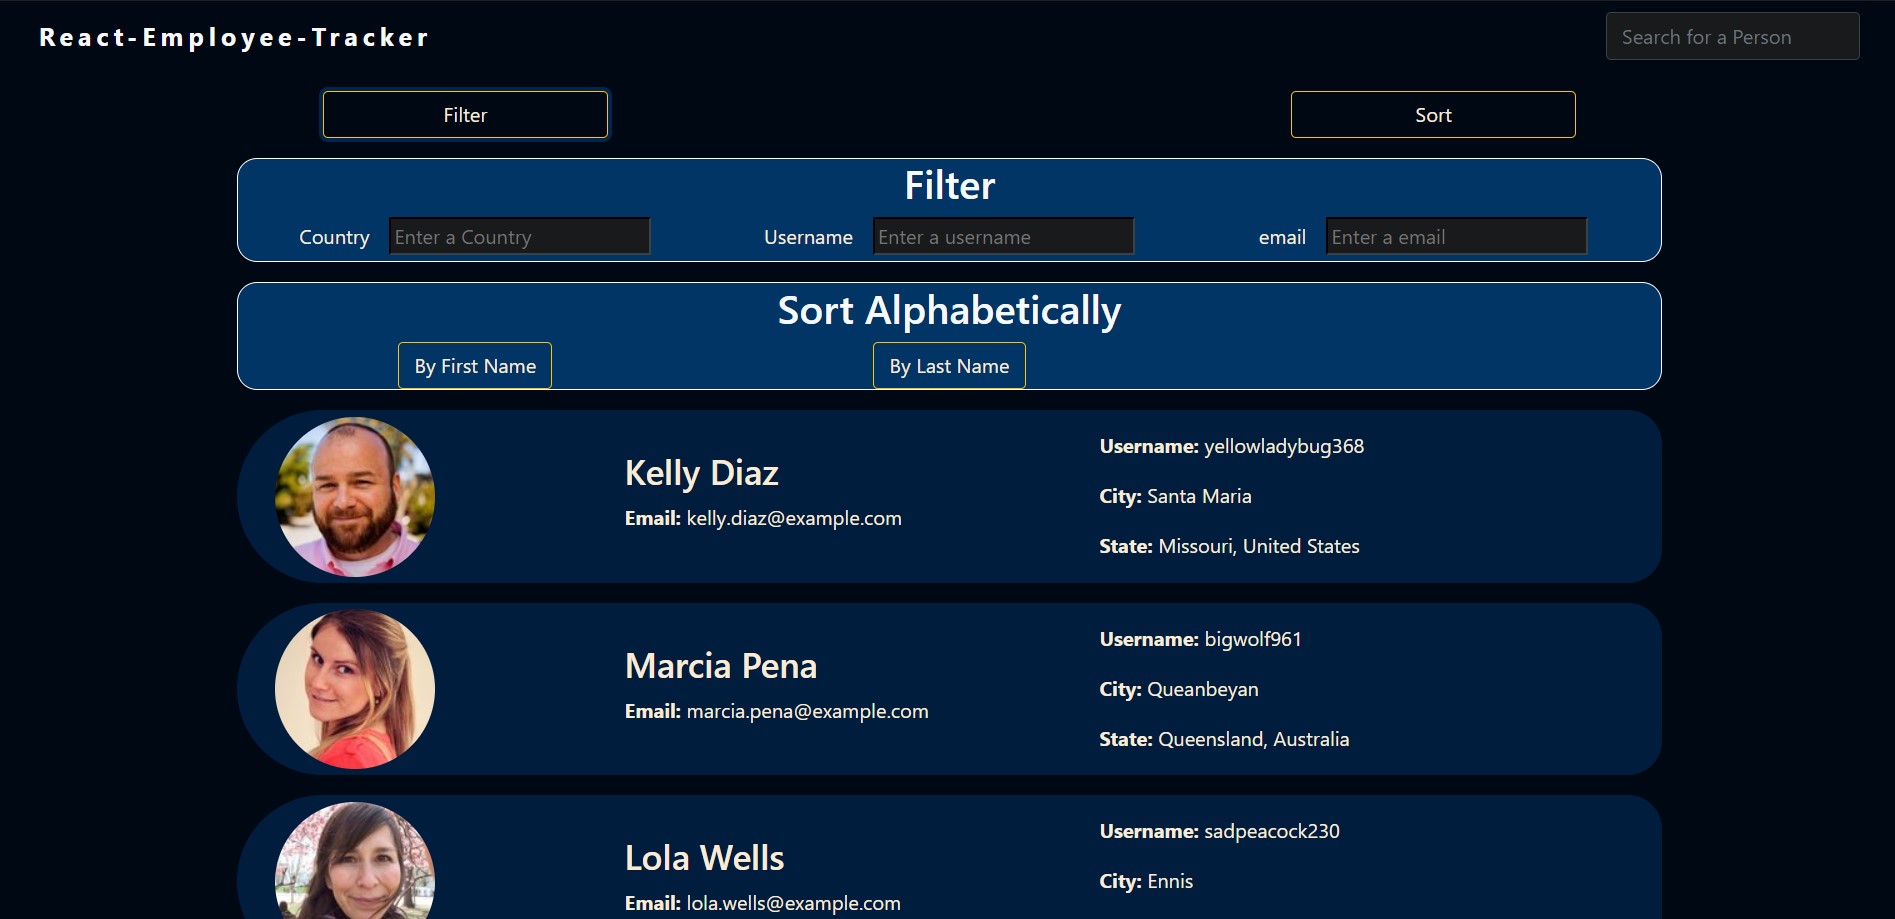 React-Employee-Tracker
Search for a Person
Filter
Sort
Filter
Country Enter a Country Username Enter a username email Enter a email
Sort Alphabetically
By First Name By Last Name
Kelly Diaz
Email: kelly.diaz@example.com
Username: yellowladybug368
City: Santa Maria
State: Missouri, United States
Marcia Pena
Email: marcia.pena@example.com
Username: bigwolf961
City: Queanbeyan
State: Queensland, Australia
Lola Wells
Email: lola.wells@example.com
Username: sadpeacock230
City: Ennis